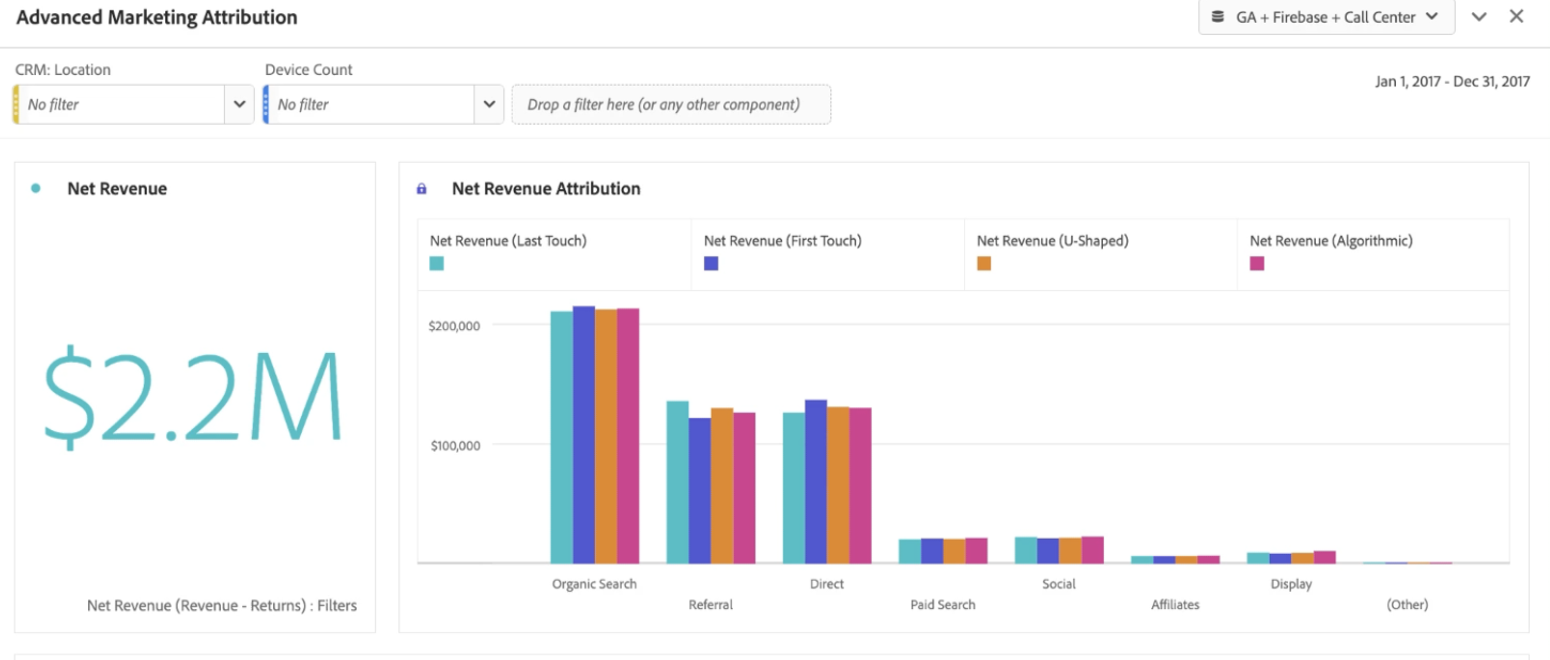 Advanced Marketing Attribution
GA + Firebase + Call Center
CRM: Location
Device Count
No filter
No filter
Drop a filter here (or any other component)
Jan 1, 2017 - Dec 31, 2017
Net Revenue
$2.2M
Net Revenue (Revenue - Returns) : Filters
Net Revenue Attribution
Net Revenue (Last Touch)
Net Revenue (First Touch)
Net Revenue (U-Shaped)
Net Revenue (Algorithmic)
$200,000
$100,000
Organic Search
Referral
Direct
Paid Search
Social
Affiliates
Display
(Other)